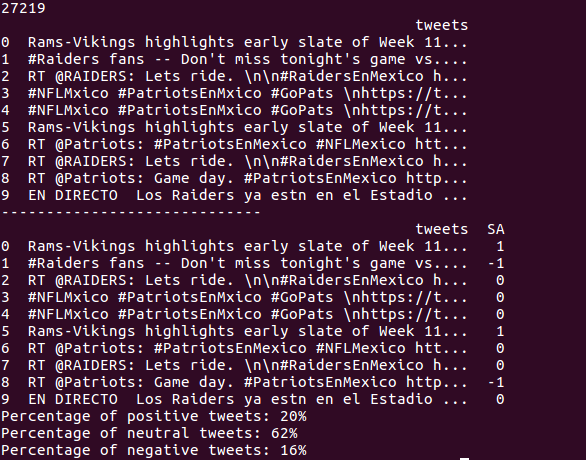 27219
tweets
0 Rams-Vikings highlights early slate of Week 11...
1 #Raiders fans -- Don't miss tonight's game vs....
2 RT @RAIDERS: Lets ride. \n\n#RaidersEnMexico h...
3 #NFLMxico #PatriotsEnMxico #GoPats \nhttps://t...
4 #NFLMxico #PatriotsEnMxico #GoPats \nhttps://t...
5 Rams-Vikings highlights early slate of Week 11...
6 RT @Patriots: #PatriotsEnMexico #NFLMexico htt...
7 RT @RAIDERS: Lets ride. \n\n#RaidersEnMexico h...
8 RT @Patriots: Game day. #PatriotsEnMexico http...
9 EN DIRECTO  Los Raiders ya estn en el Estadio ...
------------------------------
tweets SA
0 Rams-Vikings highlights early slate of Week 11... 1
1 #Raiders fans -- Don't miss tonight's game vs.... -1
2 RT @RAIDERS: Lets ride. \n\n#RaidersEnMexico h... 0
3 #NFLMxico #PatriotsEnMxico #GoPats \nhttps://t... 0
4 #NFLMxico #PatriotsEnMxico #GoPats \nhttps://t... 0
5 Rams-Vikings highlights early slate of Week 11... 1
6 RT @Patriots: #PatriotsEnMexico #NFLMexico htt... 0
7 RT @RAIDERS: Lets ride. \n\n#RaidersEnMexico h... 0
8 RT @Patriots: Game day. #PatriotsEnMexico http... -1
9 EN DIRECTO  Los Raiders ya estn en el Estadio ... 0
Percentage of positive tweets: 20%
Percentage of neutral tweets: 62%
Percentage of negative tweets: 16%